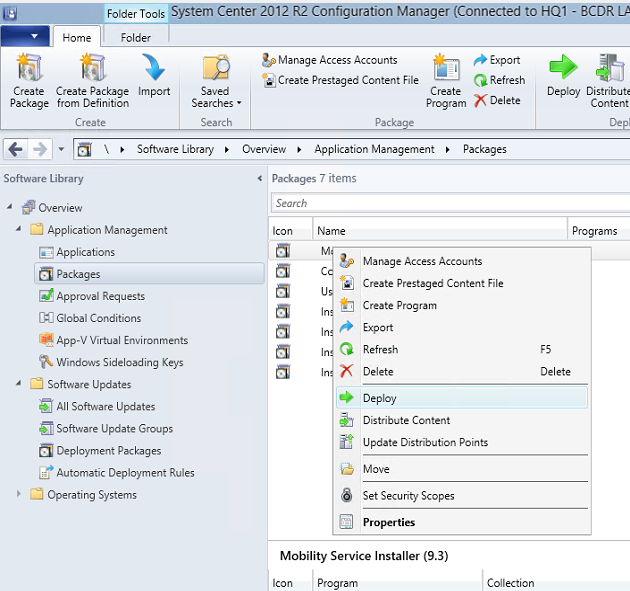 Folder Tools
System Center 2012 R2 Configuration Manager (Connected to HQ1 - BCDR LA
Home
Folder
Create Package
Create Package from Definition
Import
Saved Searches
Manage Access Accounts
Create Prestaged Content File
Create Program
Export
Refresh
Delete
Deploy
Distribute Content
Create
Search
Package
\ Software Library Overview Application Management Packages
Software Library
Overview
Application Management
Applications
Packages
Approval Requests
Global Conditions
App-V Virtual Environments
Windows Sideloading Keys
Software Updates
All Software Updates
Software Update Groups
Deployment Packages
Automatic Deployment Rules
Operating Systems
Packages 7 items
Search
Icon Name Programs
Co
Us
Ins
Ins
Ins
Ins
Manage Access Accounts
Create Prestaged Content File
Create Program
Export
Refresh F5
Delete Delete
Deploy
Distribute Content
Update Distribution Points
Move
Set Security Scopes
Properties
Mobility Service Installer (9.3)
Icon Program Collection